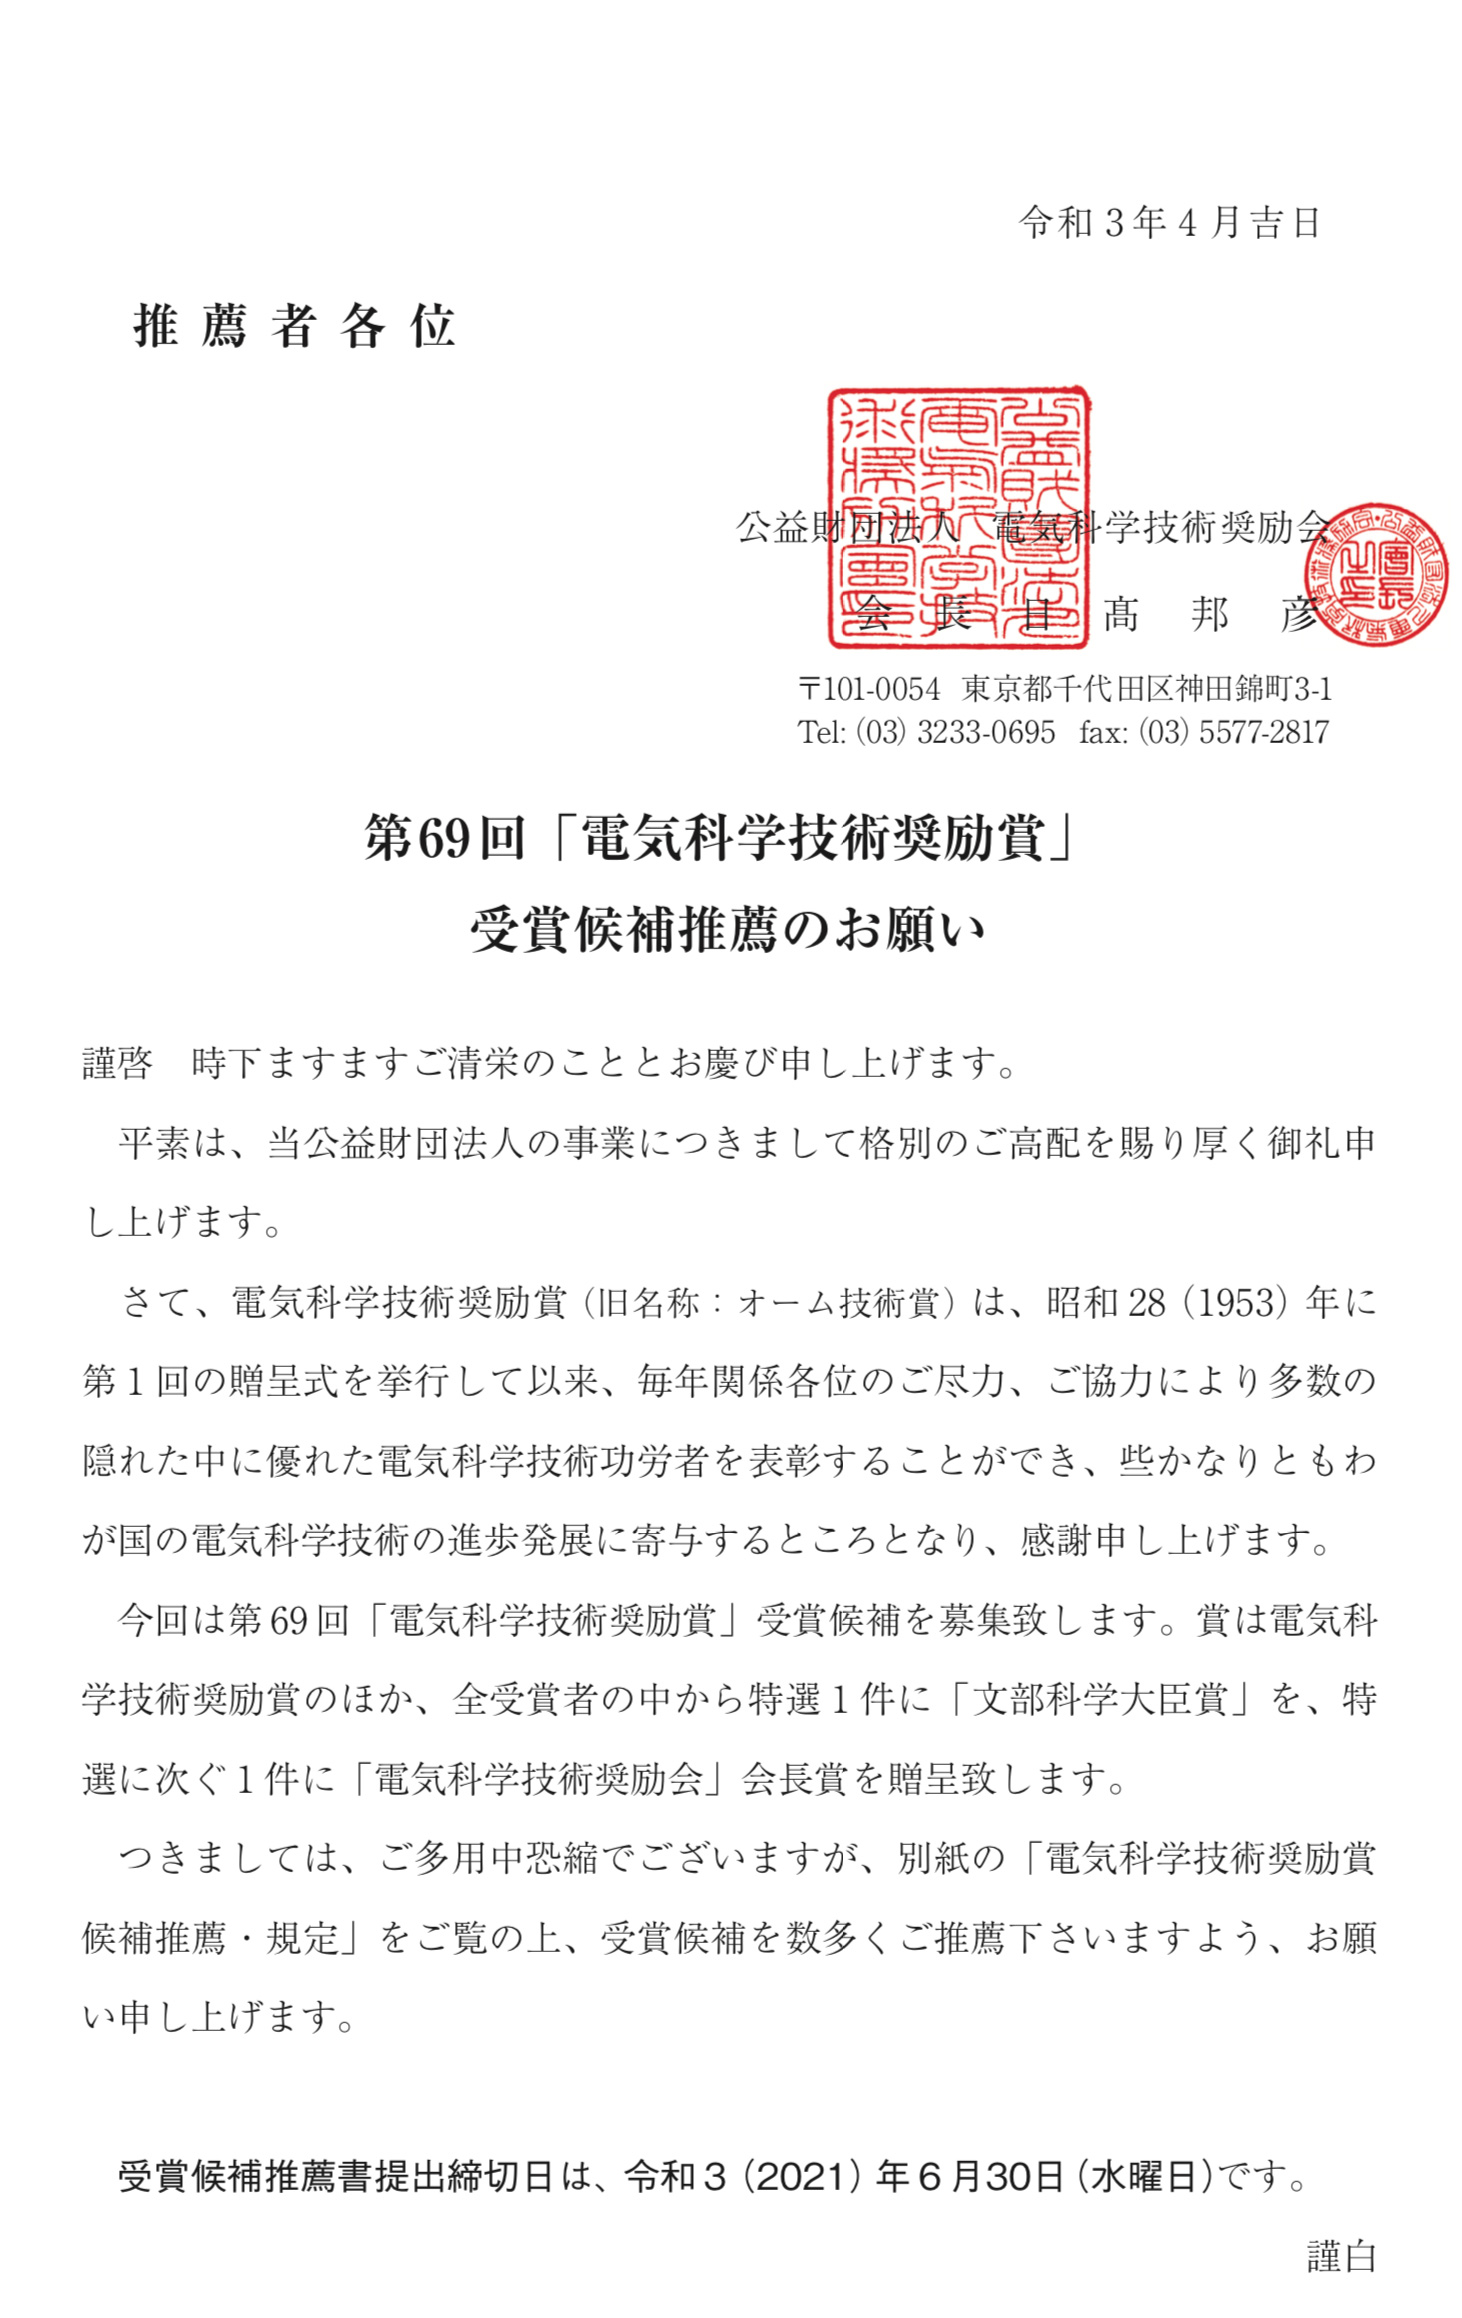 令和3年4月吉日
推薦者各位
公益財団法人 電気科学技術奨励会
会長 日髙邦彦
〒101-0054 東京都千代田区神田錦町3-1
Tel: (03) 3233-0695 fax: (03) 5577-2817
第69回「電気科学技術奨励賞」
受賞候補推薦のお願い
謹啓　時下ますますご清栄のこととお慶び申し上げます。
　平素は、当公益財団法人の事業につきまして格別のご高配を賜り厚く御礼申
し上げます。
　さて、電気科学技術奨励賞（旧名称：オーム技術賞）は、昭和28（1953）年に
第1回の贈呈式を挙行して以来、毎年関係各位のご尽力、ご協力により多数の
隠れた中に優れた電気科学技術功労者を表彰することができ、些かなりともわ
が国の電気科学技術の進歩発展に寄与するところとなり、感謝申し上げます。
　今回は第69回「電気科学技術奨励賞」受賞候補を募集致します。賞は電気科
学技術奨励賞のほか、全受賞者の中から特選1件に「文部科学大臣賞」を、特
選に次ぐ1件に「電気科学技術奨励会」会長賞を贈呈致します。
　つきましては、ご多用中恐縮でございますが、別紙の「電気科学技術奨励賞
候補推薦・規定」をご覧の上、受賞候補を数多くご推薦下さいますよう、お願
い申し上げます。
　受賞候補推薦書提出締切日は、令和3（2021）年6月30日（水曜日）です。
謹白